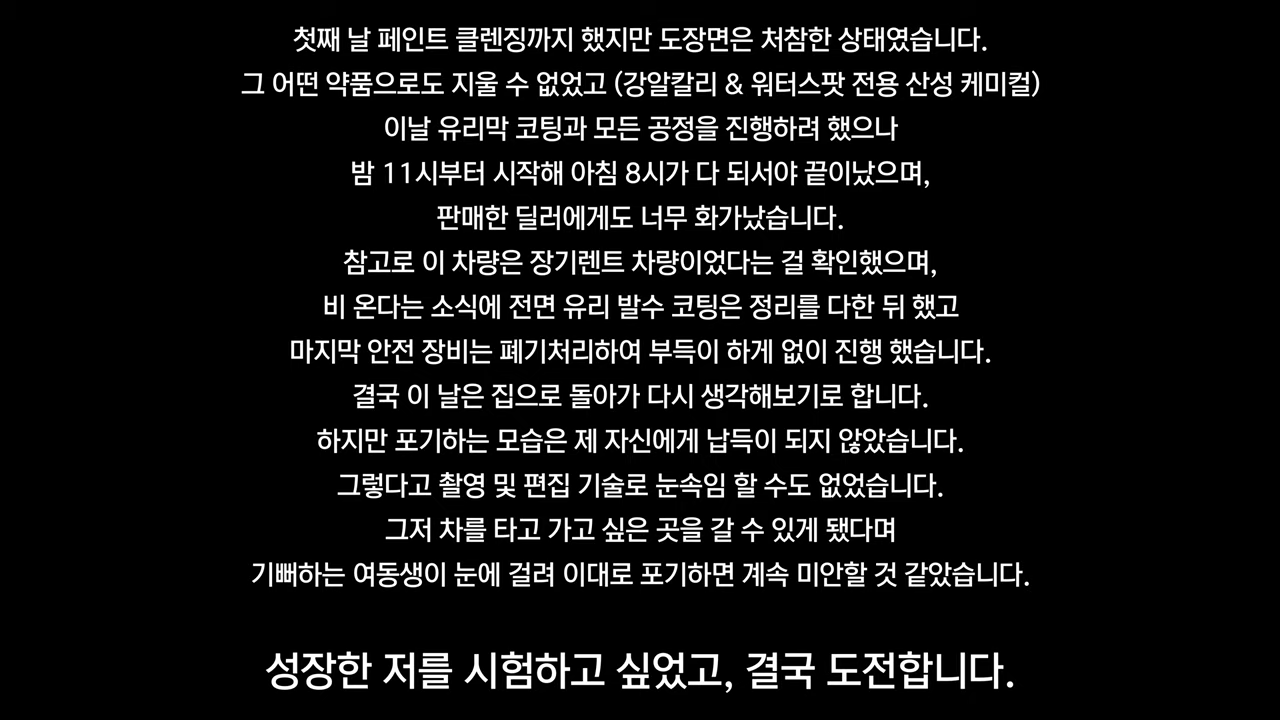 첫째 날 페인트 클렌징까지 했지만 도장면은 처참한 상태였습니다.
그 어떤 약품으로도 지울 수 없었고 (강알칼리 & 워터스팟 전용 산성 케미컬)
이날 유리막 코팅과 모든 공정을 진행하려 했으나
밤 11시부터 시작해 아침 8시가 다 되서야 끝이났으며,
판매한 딜러에게도 너무 화가났습니다.
참고로 이 차량은 장기렌트 차량이었다는 걸 확인했으며,
비 온다는 소식에 전면 유리 발수 코팅은 정리를 다한 뒤 했고
마지막 안전 장비는 폐기처리하여 부득이 하게 없이 진행 했습니다.
결국 이 날은 집으로 돌아가 다시 생각해보기로 합니다.
하지만 포기하는 모습은 제 자신에게 납득이 되지 않았습니다.
그렇다고 촬영 및 편집 기술로 눈속임 할 수도 없었습니다.
그저 차를 타고 가고 싶은 곳을 갈 수 있게 됐다며
기뻐하는 여동생이 눈에 걸려 이대로 포기하면 계속 미안할 것 같았습니다.
성장한 저를 시험하고 싶었고, 결국 도전합니다.